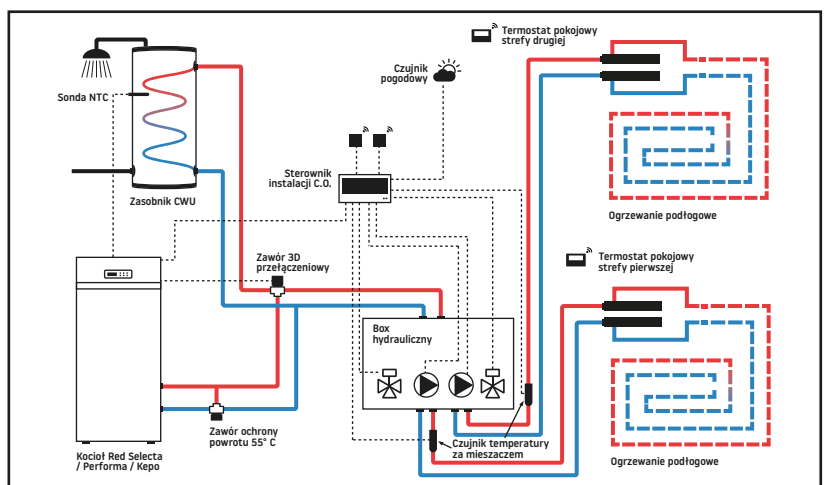 Termostat pokojowy
strefy drugiej
Czujnik
pogodowy
Sonda NTC
Sterownik
instalacji C.O.
Zasobnik CWU
Ogrzewanie podłogowe
Zawór 3D
przełączeniowy
Termostat pokojowy
strefy pierwszej
Box
hydrauliczny
Zawór ochrony
powrotu 55° C
Czujnik temperatury
za mieszaczem
Kocioł Red Selecta
/ Performa / Kepo
Ogrzewanie podłogowe